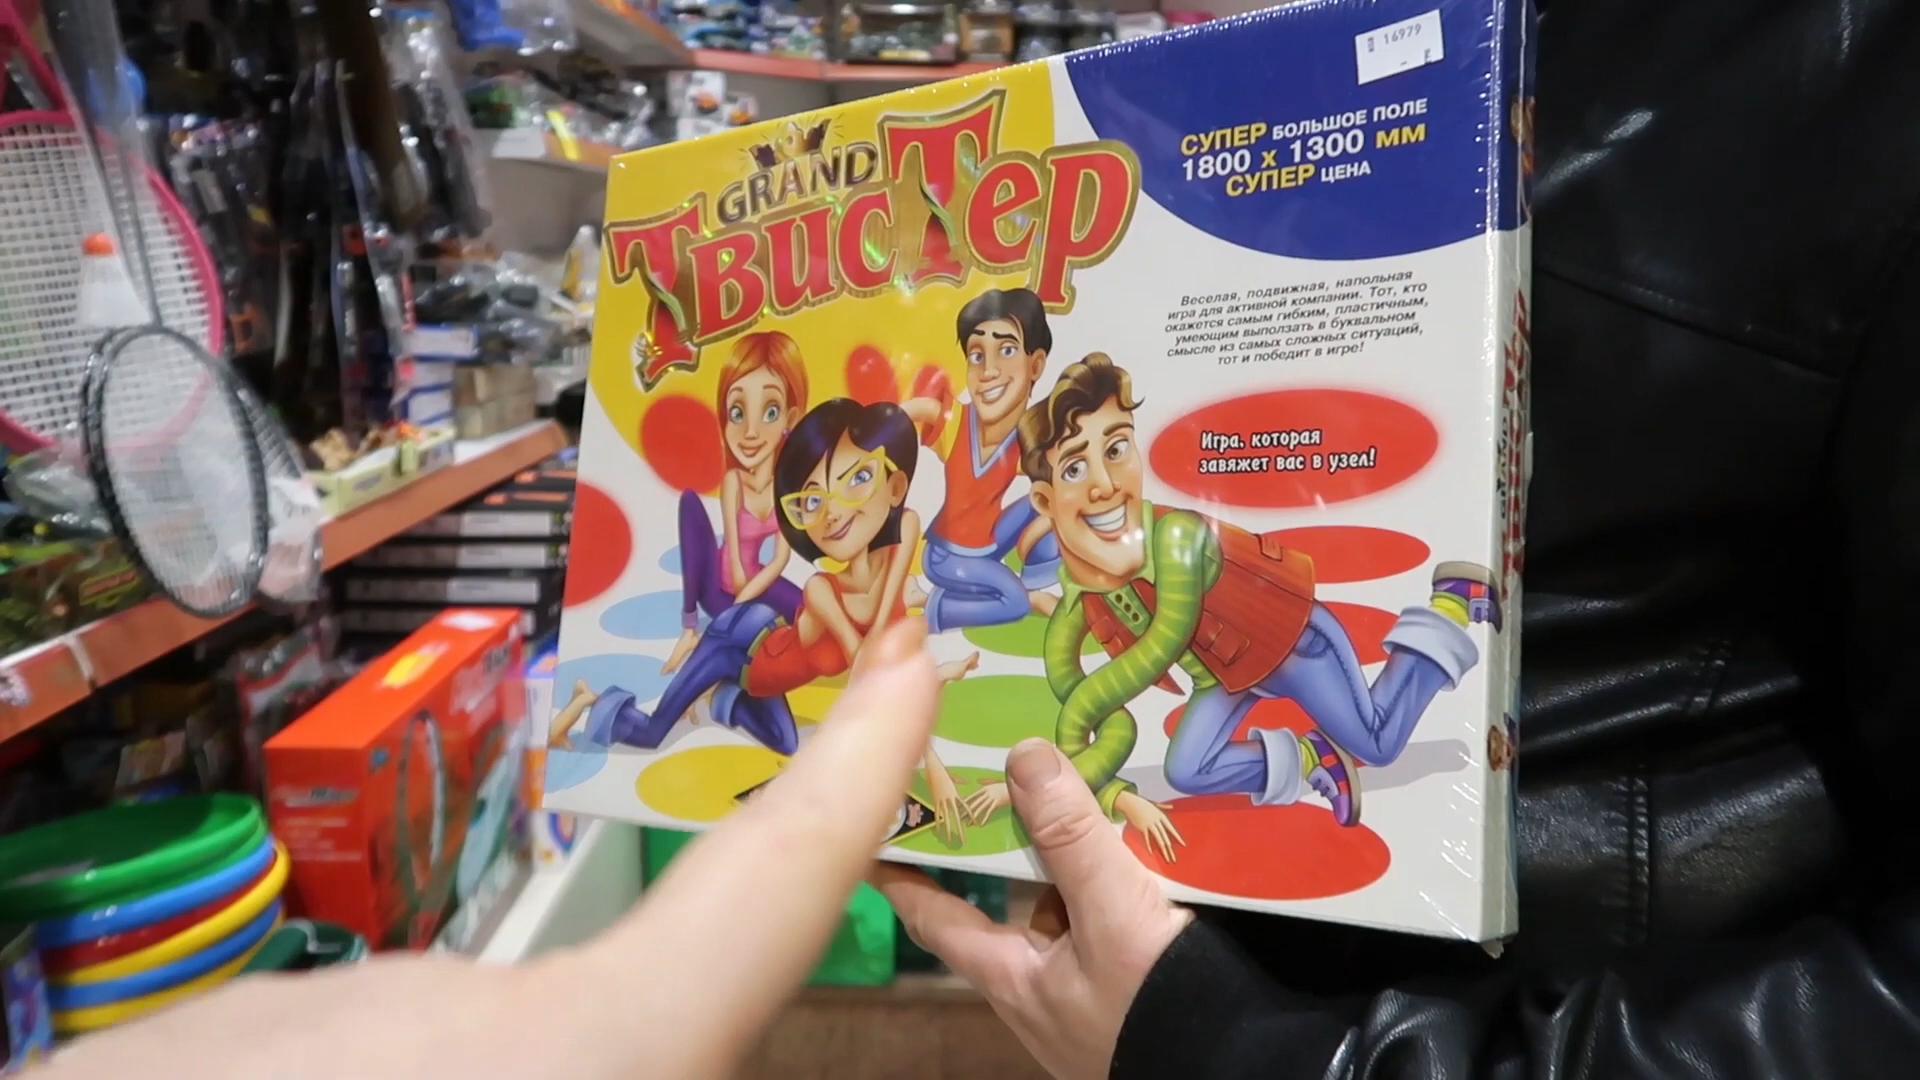 16979
СУПЕР БОЛЬШОЕ ПОЛЕ
1800 х 1300 ММ
СУПЕР ЦЕНА
GRAND
ТвисТер
Веселая, подвижная, напольная
игра для активной компании. Тот, кто
окажется самым гибким, пластичным,
умеющим выползать в буквальном
смысле из самых сложных ситуаций,
тот и победит в игре!
Игра, которая
завяжет вас в узел!